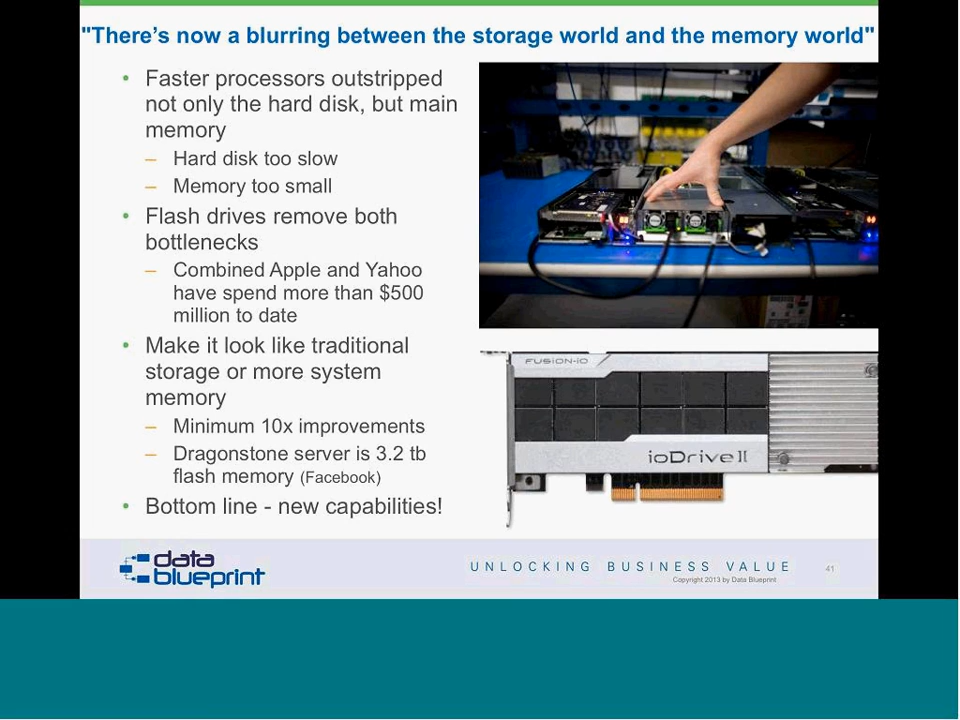 "There's now a blurring between the storage world and the memory world"
• Faster processors outstripped
not only the hard disk, but main
memory
– Hard disk too slow
– Memory too small
• Flash drives remove both
bottlenecks
– Combined Apple and Yahoo
have spend more than $500
million to date
• Make it look like traditional
storage or more system
memory
– Minimum 10x improvements
– Dragonstone server is 3.2 tb
flash memory (Facebook)
• Bottom line - new capabilities!
FUSION-iO
ioDrive II
data
blueprint
UNLOCKING BUSINESS VALUE
Copyright 2013 by Data Blueprint
41